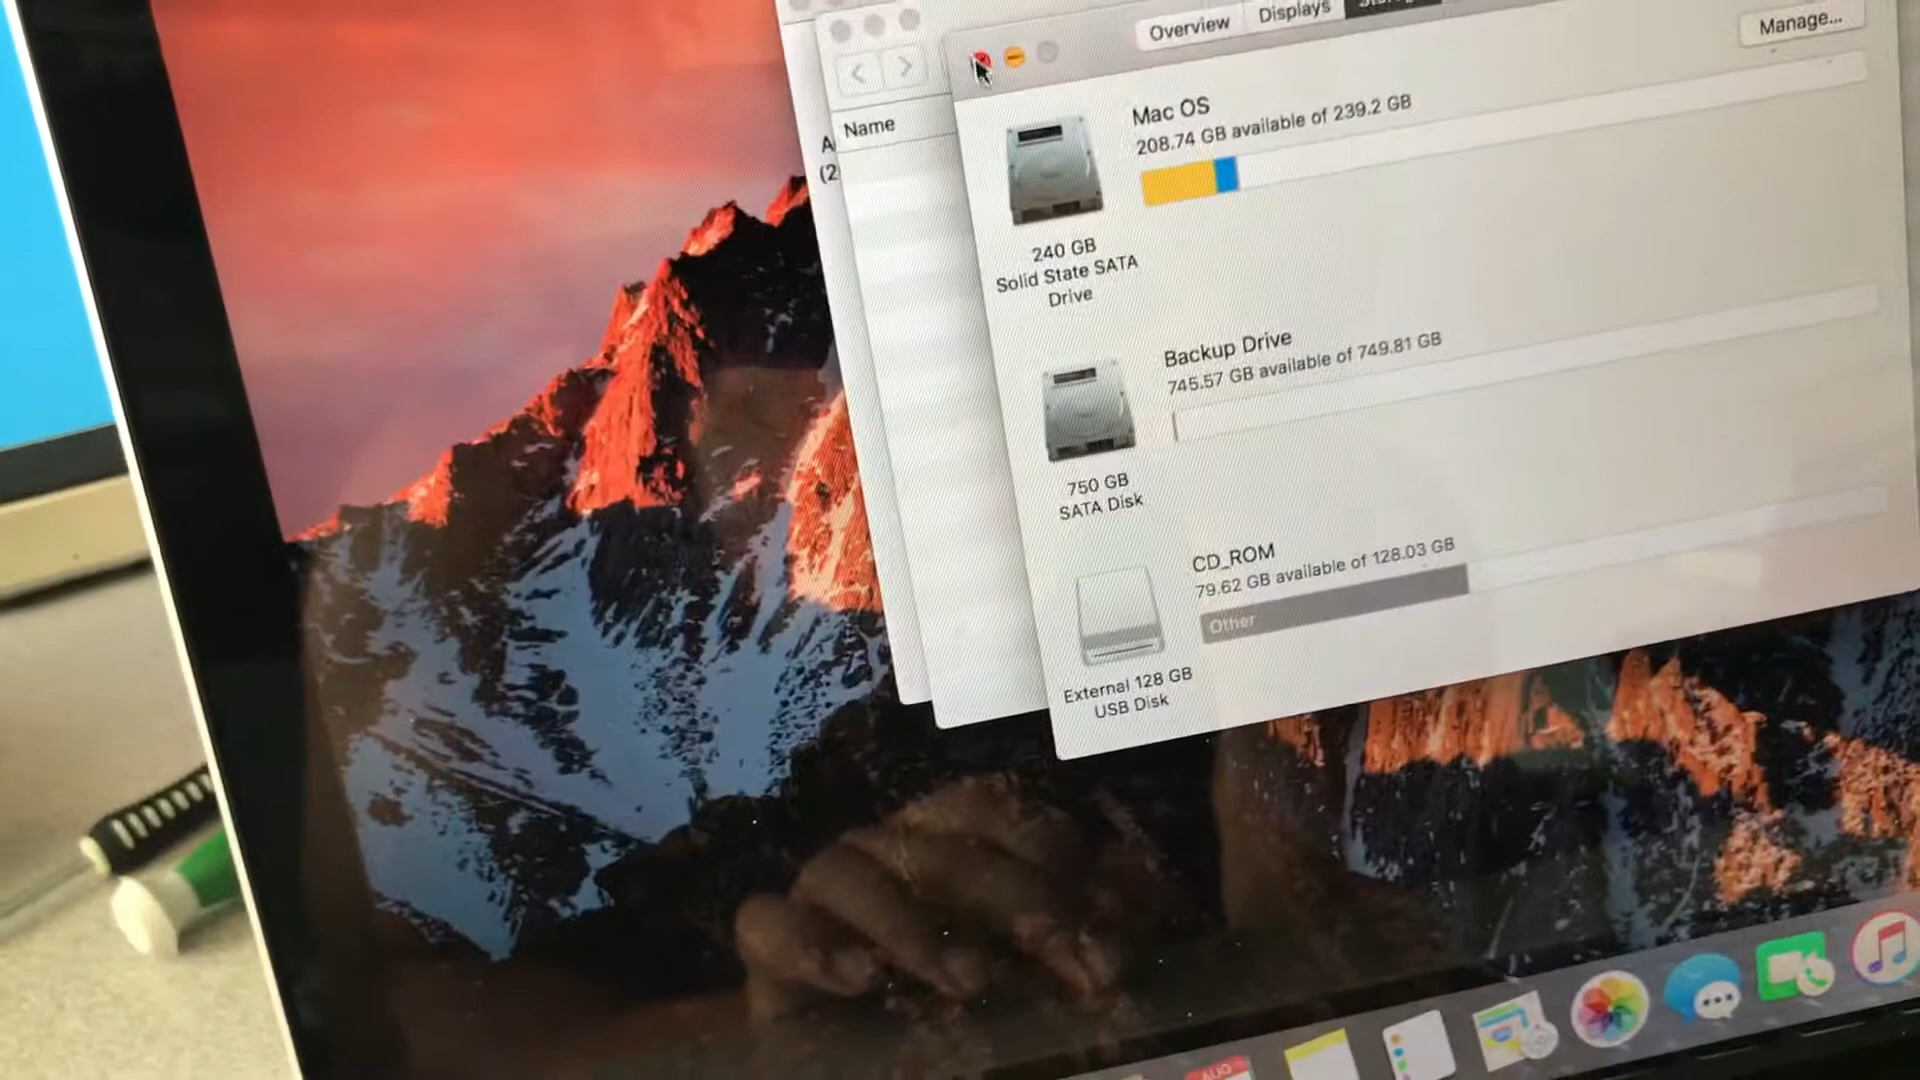 Overview
Displays
Manage...
Name
A
(2
Mac OS
208.74 GB available of 239.2 GB
240 GB
Solid State SATA
Drive
Backup Drive
745.57 GB available of 749.81 GB
750 GB
SATA Disk
CD_ROM
79.62 GB available of 128.03 GB
Other
External 128 GB
USB Disk
AUG